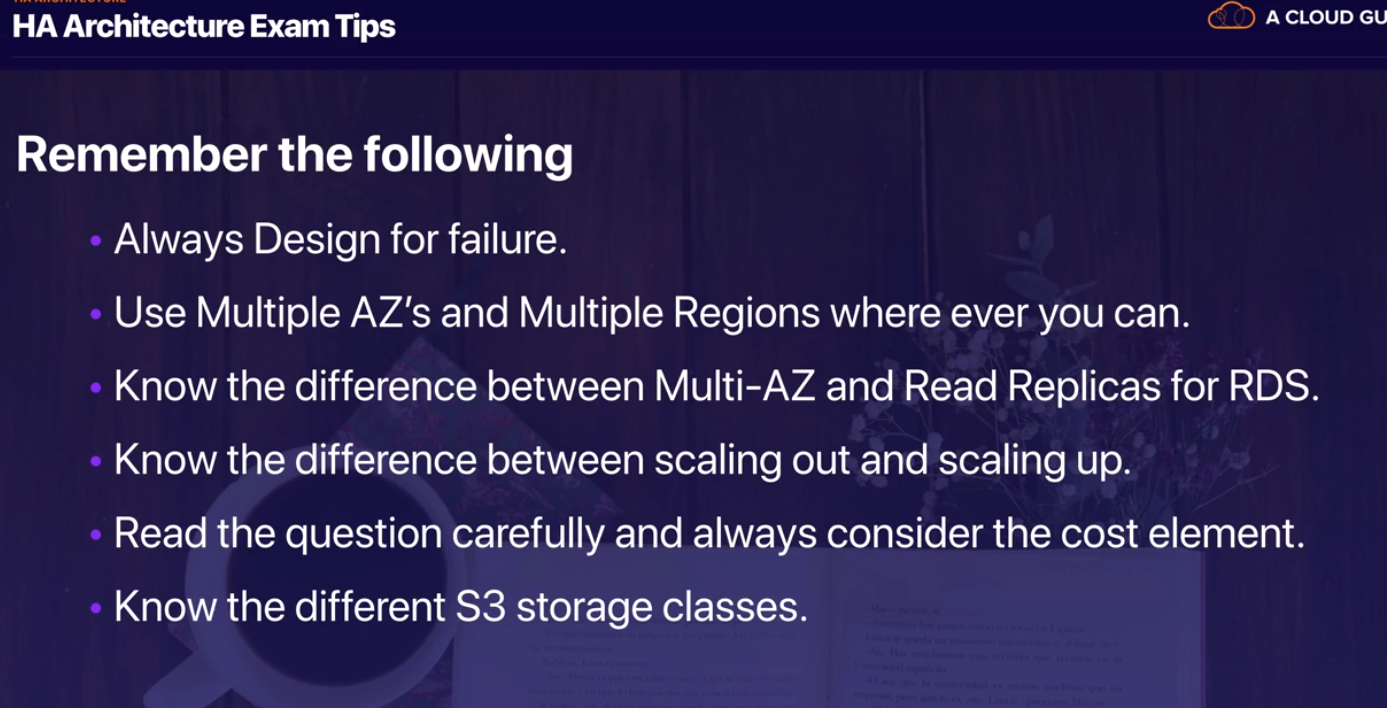 HA ARCHITECTURE
HA Architecture Exam Tips
A CLOUD GU
Remember the following
• Always Design for failure.
• Use Multiple AZ's and Multiple Regions where ever you can.
• Know the difference between Multi-AZ and Read Replicas for RDS.
• Know the difference between scaling out and scaling up.
• Read the question carefully and always consider the cost element.
• Know the different S3 storage classes.